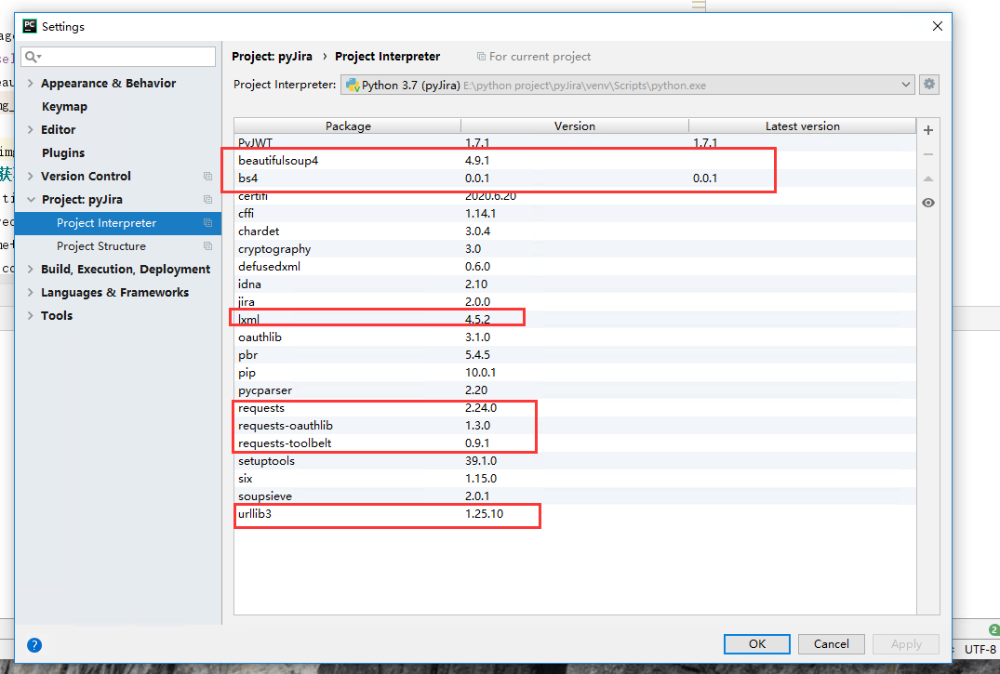 PC Settings
Project: pyJira › Project Interpreter For current project
Project Interpreter: Python 3.7 (pyJira) E:\python project\pyJira\venv\Scripts\python.exe
Appearance & Behavior
Keymap
Editor
Plugins
Version Control
Project: pyJira
Project Interpreter
Project Structure
Build, Execution, Deployment
Languages & Frameworks
Tools
Package Version Latest version
PyJWT 1.7.1 1.7.1
beautifulsoup4 4.9.1
bs4 0.0.1 0.0.1
certifi 2020.6.20
cffi 1.14.1
chardet 3.0.4
cryptography 3.0
defusedxml 0.6.0
idna 2.10
jira 2.0.0
lxml 4.5.2
oauthlib 3.1.0
pbr 5.4.5
pip 10.0.1
pycparser 2.20
requests 2.24.0
requests-oauthlib 1.3.0
requests-toolbelt 0.9.1
setuptools 39.1.0
six 1.15.0
soupsieve 2.0.1
urllib3 1.25.10
?
OK Cancel Apply
2
UTF-8